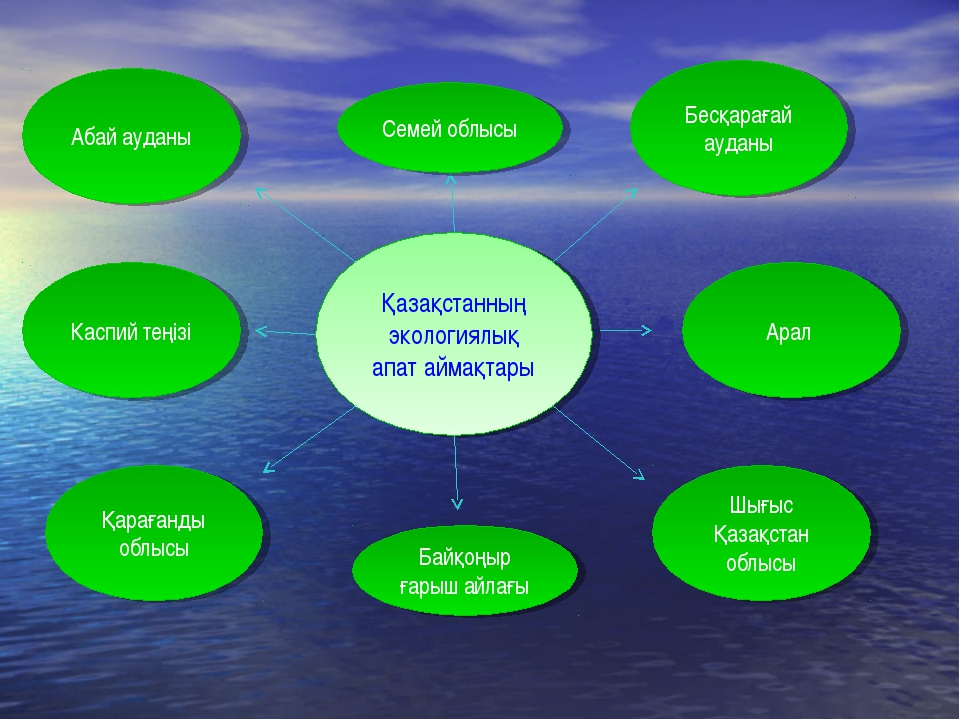 Абай ауданы
Семей облысы
Бесқарағай
ауданы
Каспий теңізі
Қазақстанның
экологиялық
апат аймақтары
Арал
Қарағанды
облысы
Байқоңыр
ғарыш айлағы
Шығыс
Қазақстан
облысы